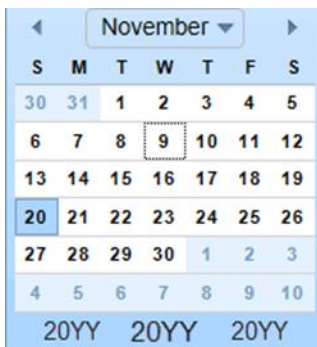 November
S M T W T F S
30 31 1 2 3 4 5
6 7 8 9 10 11 12
13 14 15 16 17 18 19
20 21 22 23 24 25 26
27 28 29 30 1 2 3
4 5 6 7 8 9 10
20YY 20YY 20YY